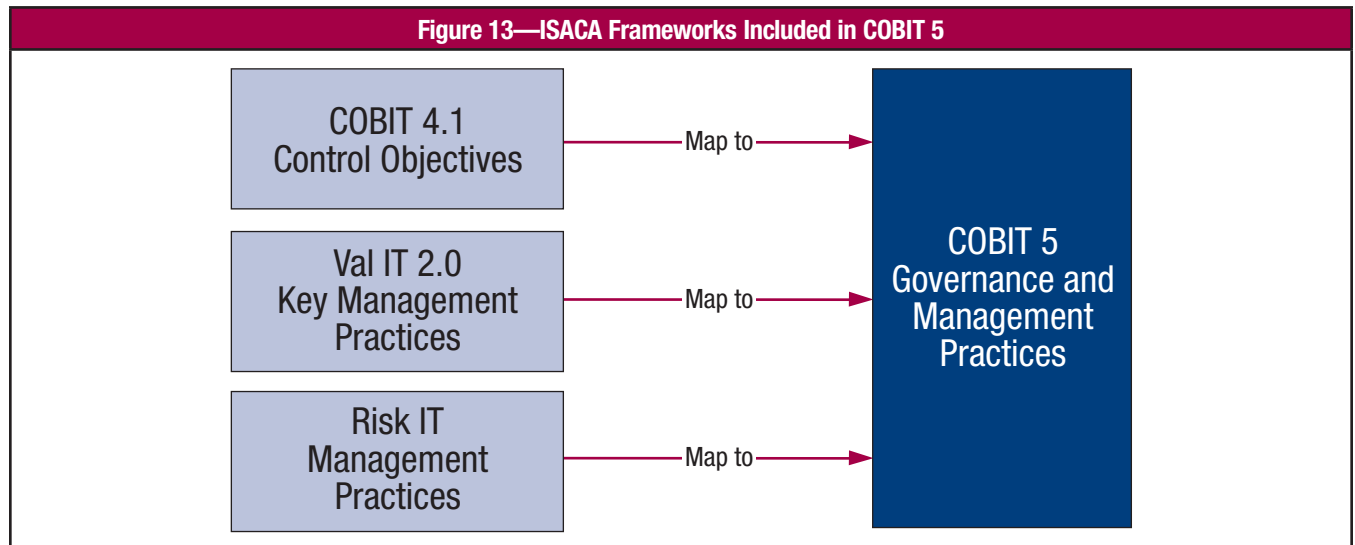 Figure 13—ISACA Frameworks Included in COBIT 5
COBIT 4.1
Control Objectives
Map to
Val IT 2.0
Key Management
Practices
Map to
Risk IT
Management
Practices
Map to
COBIT 5
Governance and
Management
Practices